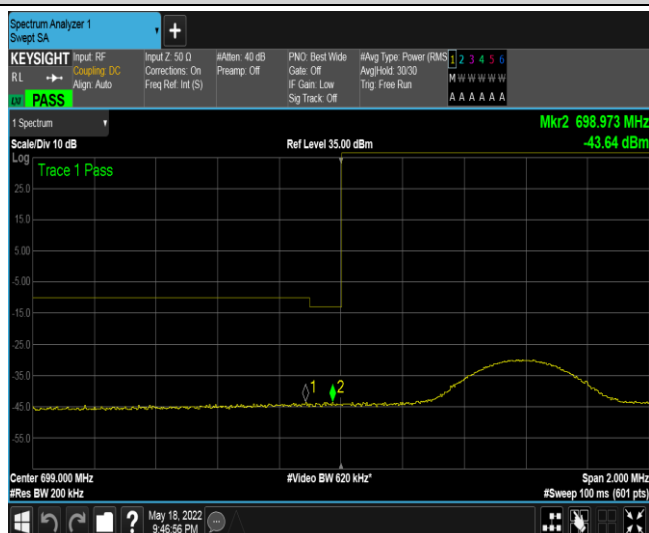 Spectrum Analyzer 1
Swept SA
+
KEYSIGHT
RL
PASS
Input: RF
Coupling: DC
Align: Auto
Input Z: 50 Ω
Corrections: On
Freq Ref: Int (S)
#Atten: 40 dB
Preamp: Off
PNO: Best Wide
Gate: Off
IF Gain: Low
Sig Track: Off
#Avg Type: Power (RMS
Avg|Hold: 30/30
Trig: Free Run
1 2 3 4 5 6
M W W W W W
A A A A A A
1 Spectrum
Mkr2 698.973 MHz
Scale/Div 10 dB
Ref Level 35.00 dBm
-43.64 dBm
Log
Trace 1 Pass
25.0
15.0
5.00
-5.00
-15.0
-25.0
-35.0
1
2
-45.0
-55.0
Center 699.000 MHz
#Video BW 620 kHz*
Span 2.000 MHz
#Res BW 200 kHz
#Sweep 100 ms (601 pts)
?
May 18, 2022
9:46:56 PM